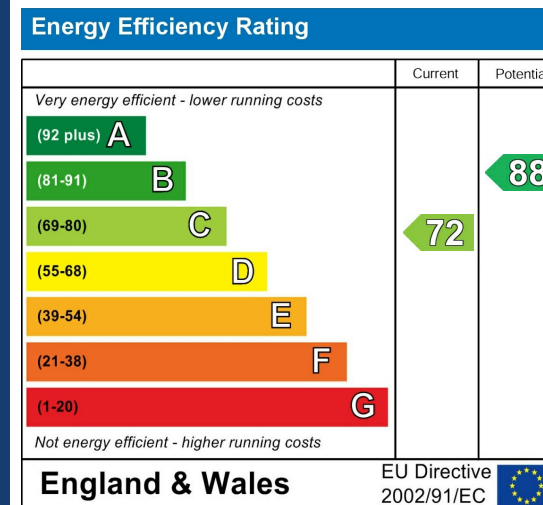 Energy Efficiency Rating
Current Potentia
Very energy efficient - lower running costs
(92 plus) A
(81-91) B
88
(69-80) C
72
(55-68) D
(39-54) E
(21-38) F
(1-20) G
Not energy efficient - higher running costs
England & Wales
EU Directive
2002/91/EC